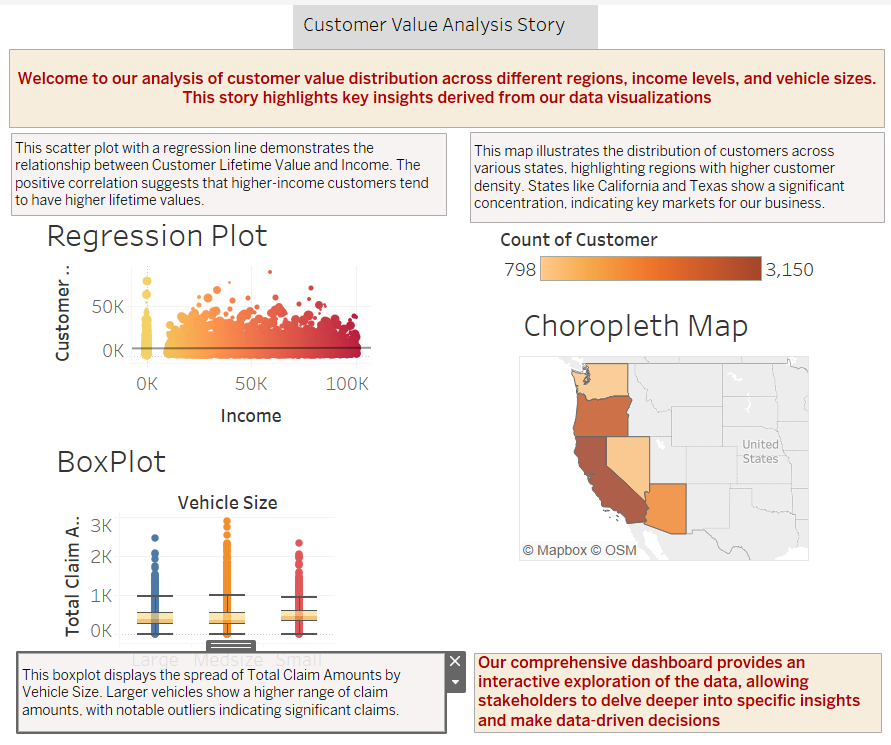 Customer Value Analysis Story
Welcome to our analysis of customer value distribution across different regions, income levels, and vehicle sizes.
This story highlights key insights derived from our data visualizations
This scatter plot with a regression line demonstrates the
relationship between Customer Lifetime Value and Income. The
positive correlation suggests that higher-income customers tend
to have higher lifetime values.
This map illustrates the distribution of customers across
various states, highlighting regions with higher customer
density. States like California and Texas show a significant
concentration, indicating key markets for our business.
Regression Plot
Customer ..
50K
0K
0K 50K 100K
Income
Count of Customer
798 3,150
Choropleth Map
United
States
© Mapbox © OSM
BoxPlot
Vehicle Size
Total Claim A..
3K
2K
1K
0K
Large Medsize Small
This boxplot displays the spread of Total Claim Amounts by
Vehicle Size. Larger vehicles show a higher range of claim
amounts, with notable outliers indicating significant claims.
Our comprehensive dashboard provides an
interactive exploration of the data, allowing
stakeholders to delve deeper into specific insights
and make data-driven decisions